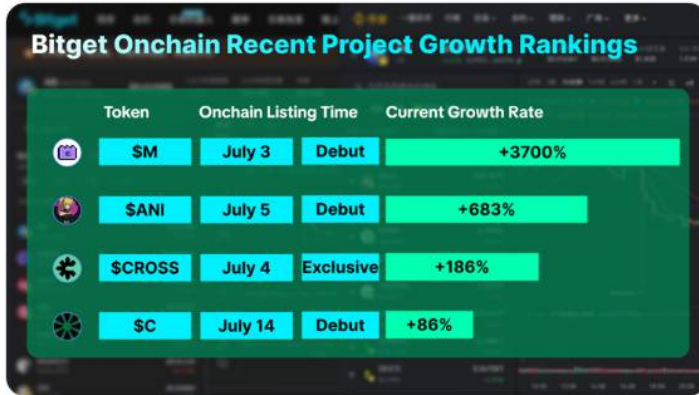 Bitget Onchain Recent Project Growth Rankings
Token Onchain Listing Time Current Growth Rate
$M July 3 Debut +3700%
$ANI July 5 Debut +683%
$CROSS July 4 Exclusive +186%
$C July 14 Debut +86%